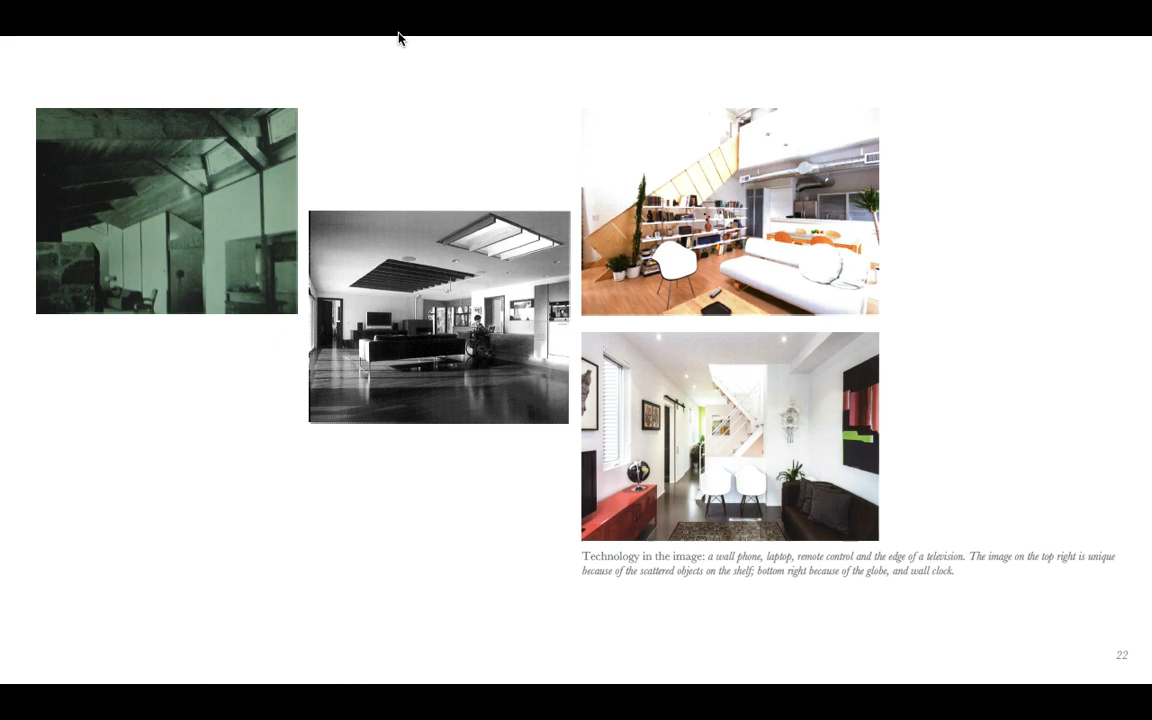 Technology in the image: a wall phone, laptop, remote control and the edge of a television. The image on the top right is unique
because of the scattered objects on the shelf; bottom right because of the globe, and wall clock.
22